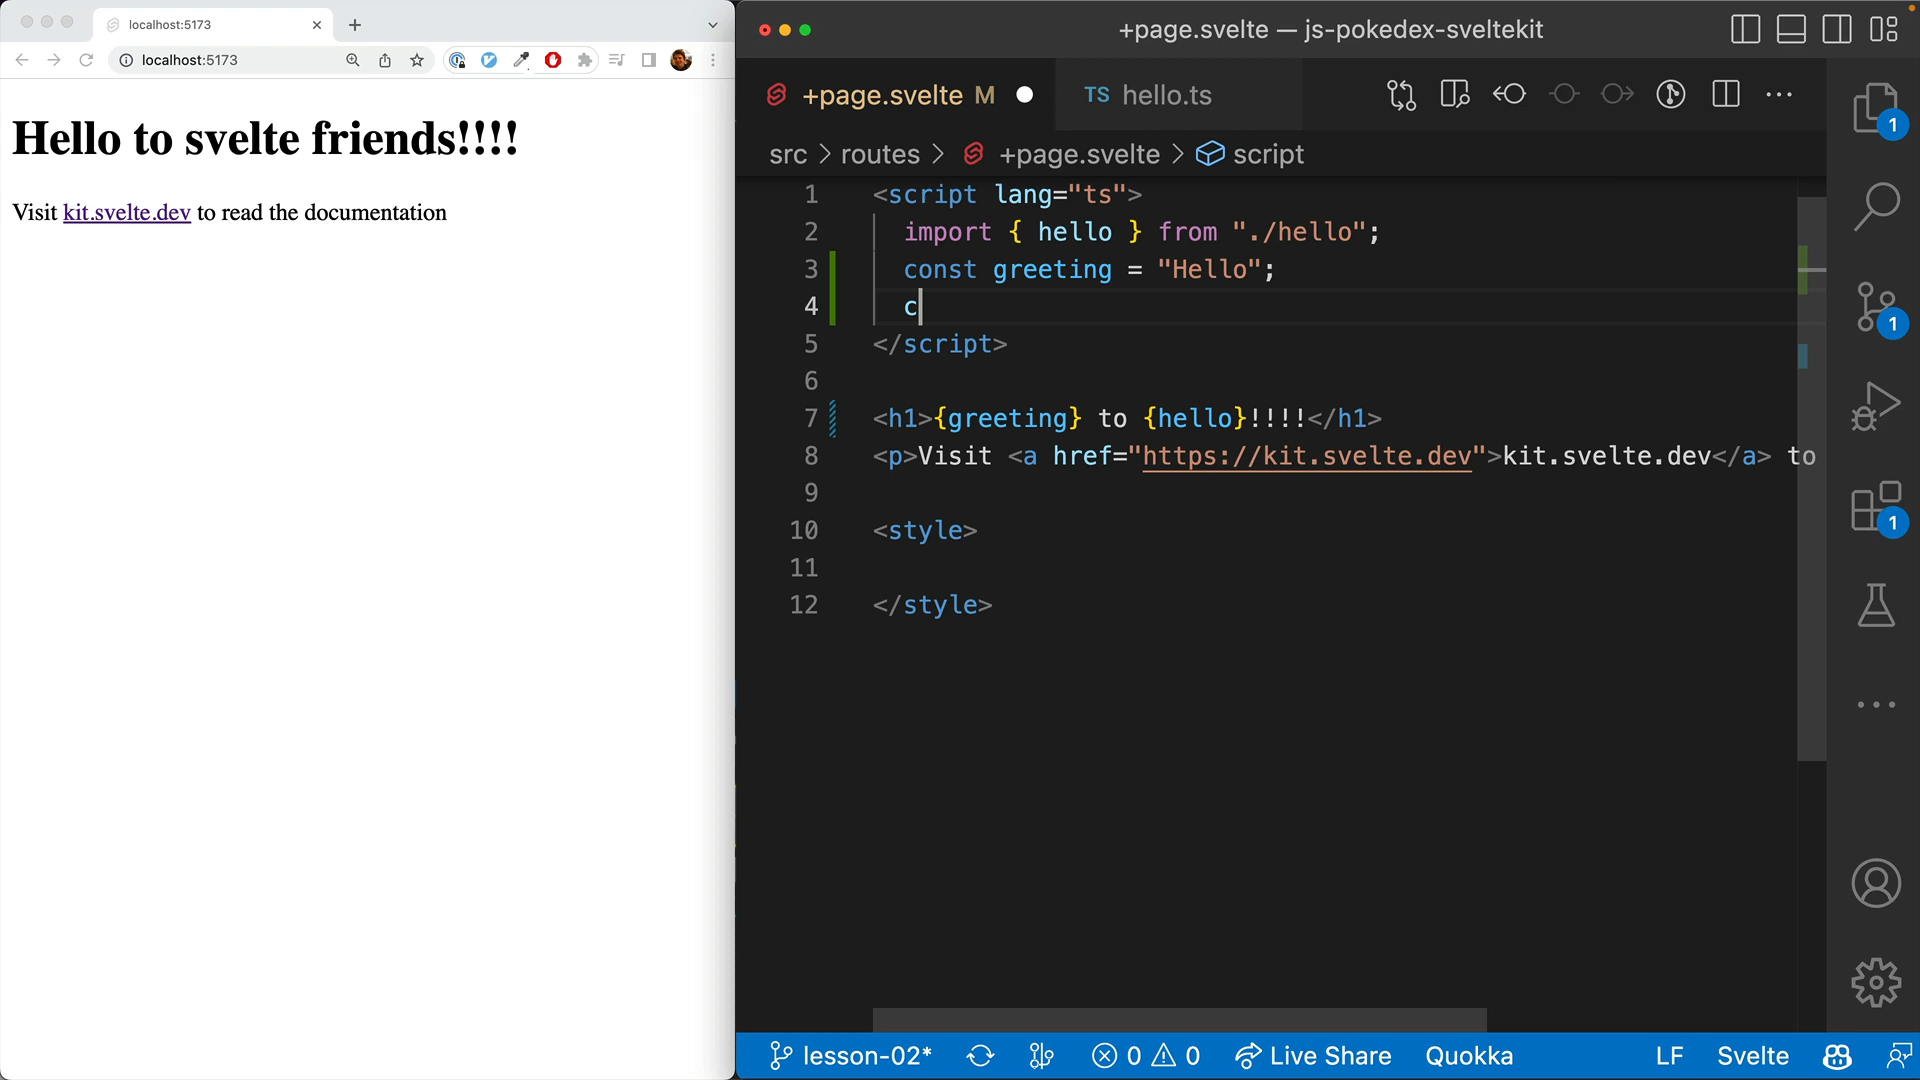 localhost:5173
localhost:5173
Hello to svelte friends!!!!
Visit kit.svelte.dev to read the documentation
+page.svelte — js-pokedex-sveltekit
+page.svelte M
TS hello.ts
src > routes > +page.svelte > script
1 <script lang="ts">
2 import { hello } from "./hello";
3 const greeting = "Hello";
4 c
5 </script>
6
7 <h1>{greeting} to {hello}!!!!</h1>
8 <p>Visit <a href="https://kit.svelte.dev">kit.svelte.dev</a> to
9
10 <style>
11
12 </style>
1
1
1
lesson-02* 0 0 Live Share Quokka LF Svelte